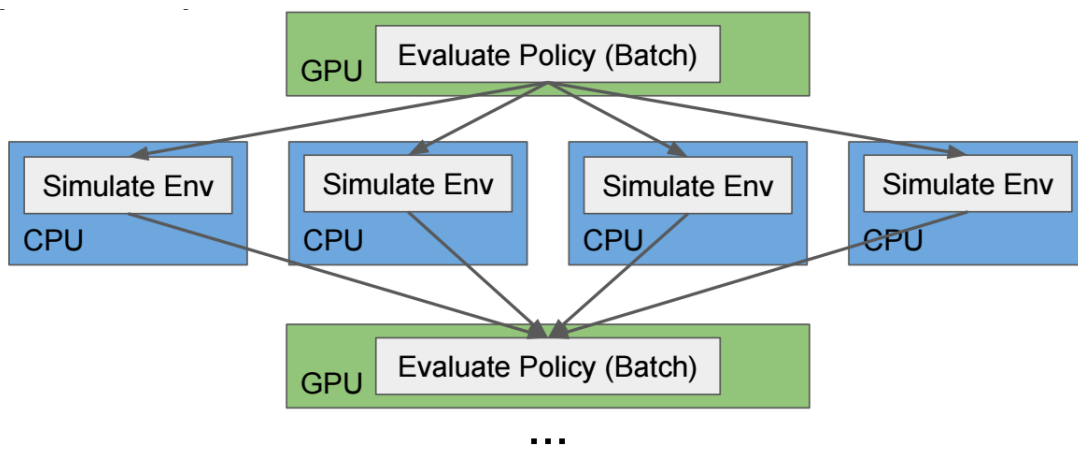 Evaluate Policy (Batch)
GPU
Simulate Env
Simulate Env
Simulate Env
Simulate Env
CPU
CPU
CPU
CPU
Evaluate Policy (Batch)
GPU
...